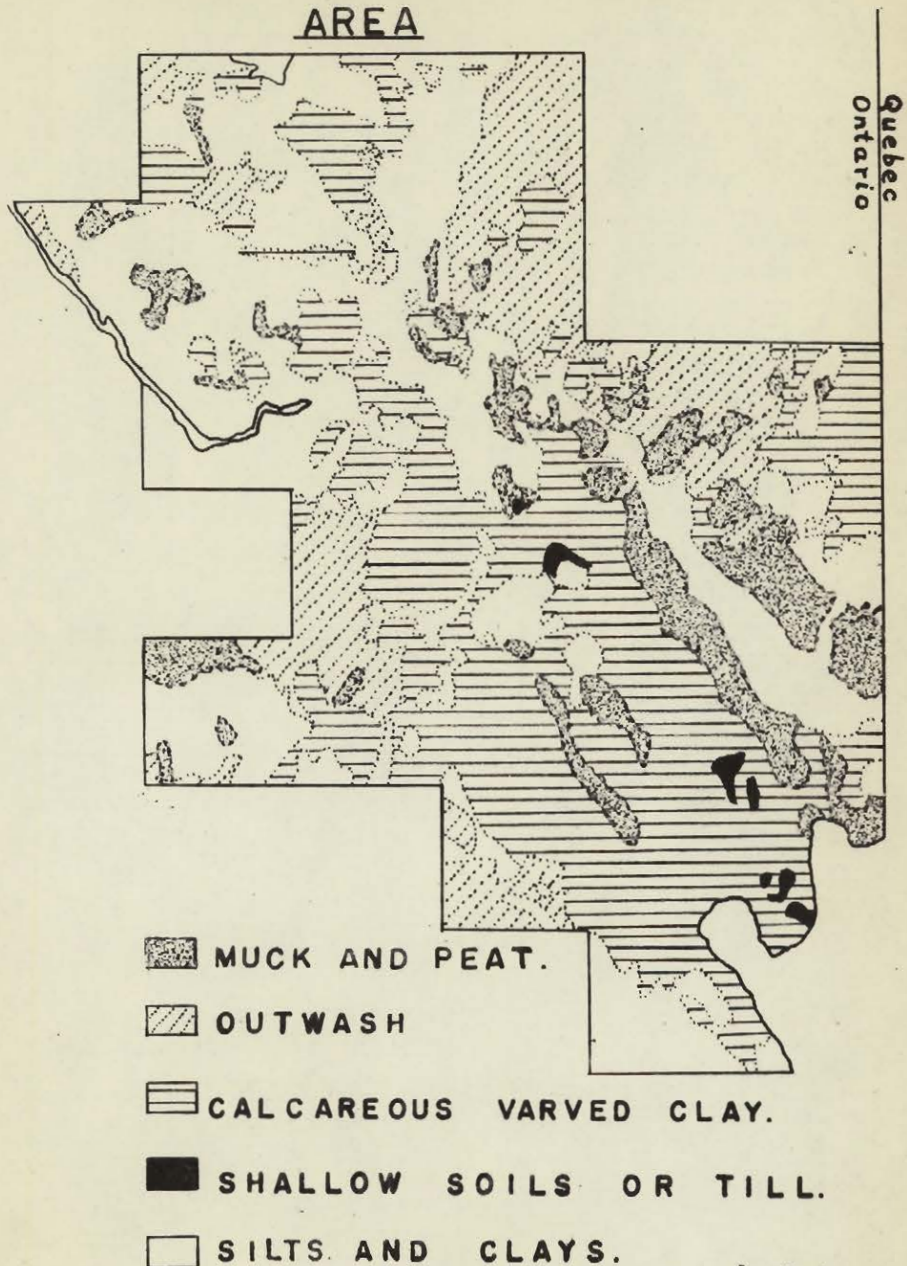 AREA
Quebec
Ontario
MUCK AND PEAT.
OUTWASH
CALCAREOUS VARVED CLAY.
SHALLOW SOILS OR TILL.
SILTS AND CLAYS.